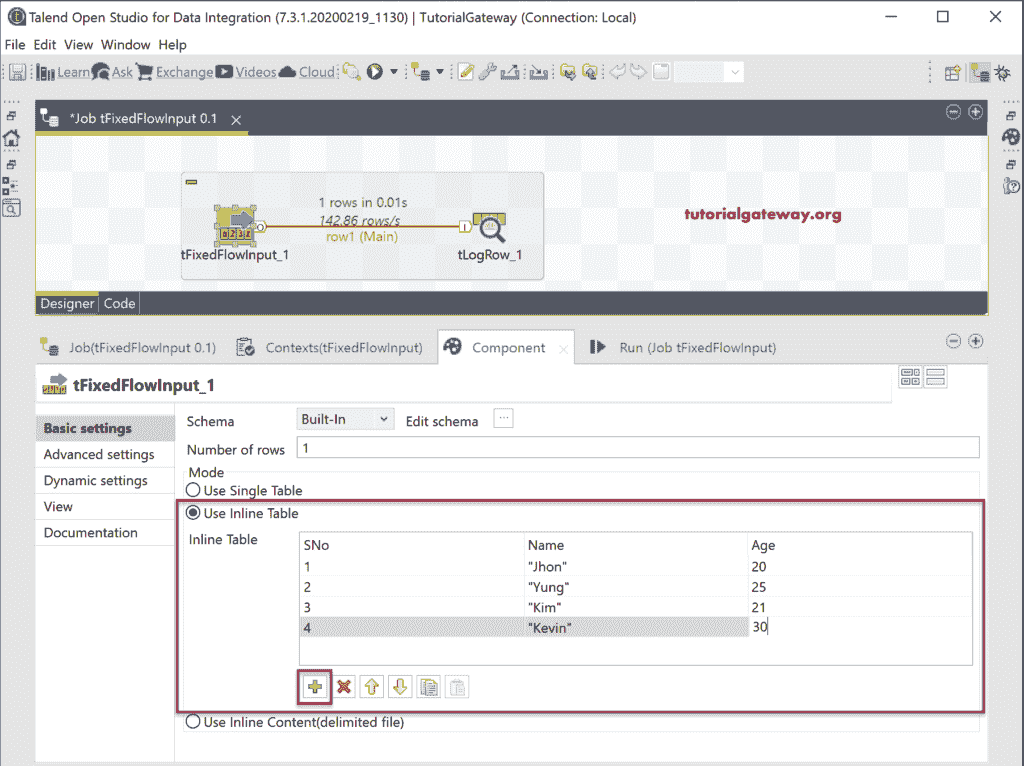 Talend Open Studio for Data Integration (7.3.1.20200219_1130) | TutorialGateway (Connection: Local)
File Edit View Window Help
Learn Ask Exchange Videos Cloud
*Job tFixedFlowInput 0.1
1 rows in 0.01s
142.86 rows/s
row1 (Main)
tFixedFlowInput_1 tLogRow_1
tutorialgateway.org
Designer Code
Job(tFixedFlowInput 0.1) Contexts(tFixedFlowInput) Component Run (Job tFixedFlowInput)
tFixedFlowInput_1
Basic settings
Advanced settings
Dynamic settings
View
Documentation
Schema Built-In Edit schema ...
Number of rows 1
Mode
Use Single Table
Use Inline Table
Inline Table
SNo Name Age
1 "Jhon" 20
2 "Yung" 25
3 "Kim" 21
4 "Kevin" 30
Use Inline Content(delimited file)